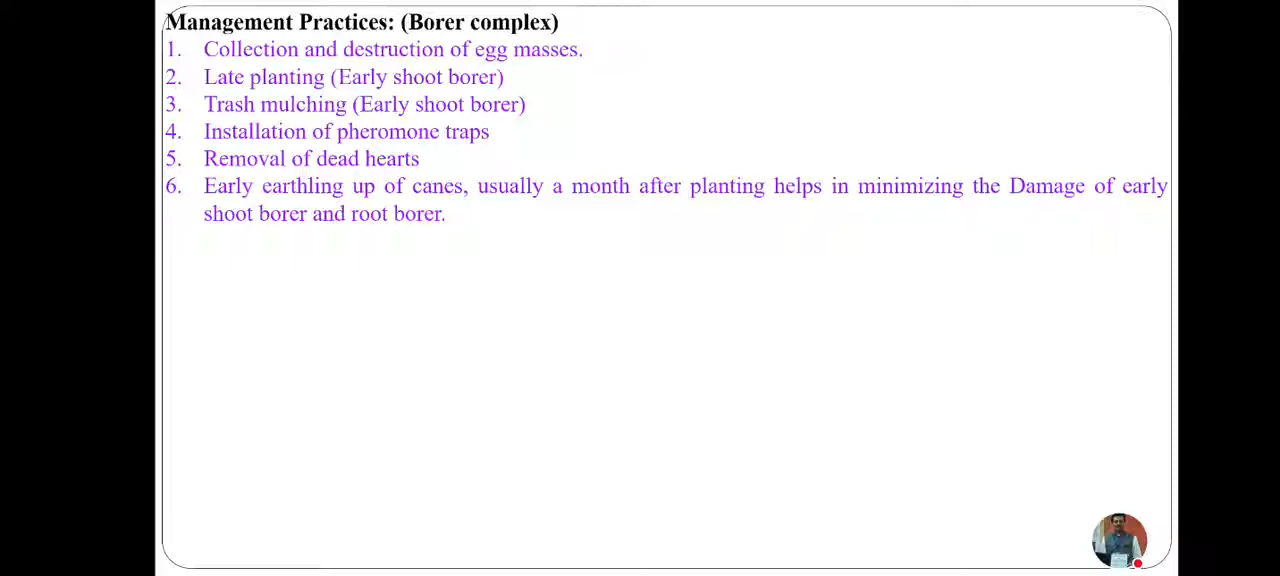 Management Practices: (Borer complex)
1. Collection and destruction of egg masses.
2. Late planting (Early shoot borer)
3. Trash mulching (Early shoot borer)
4. Installation of pheromone traps
5. Removal of dead hearts
6. Early earthling up of canes, usually a month after planting helps in minimizing the Damage of early
shoot borer and root borer.